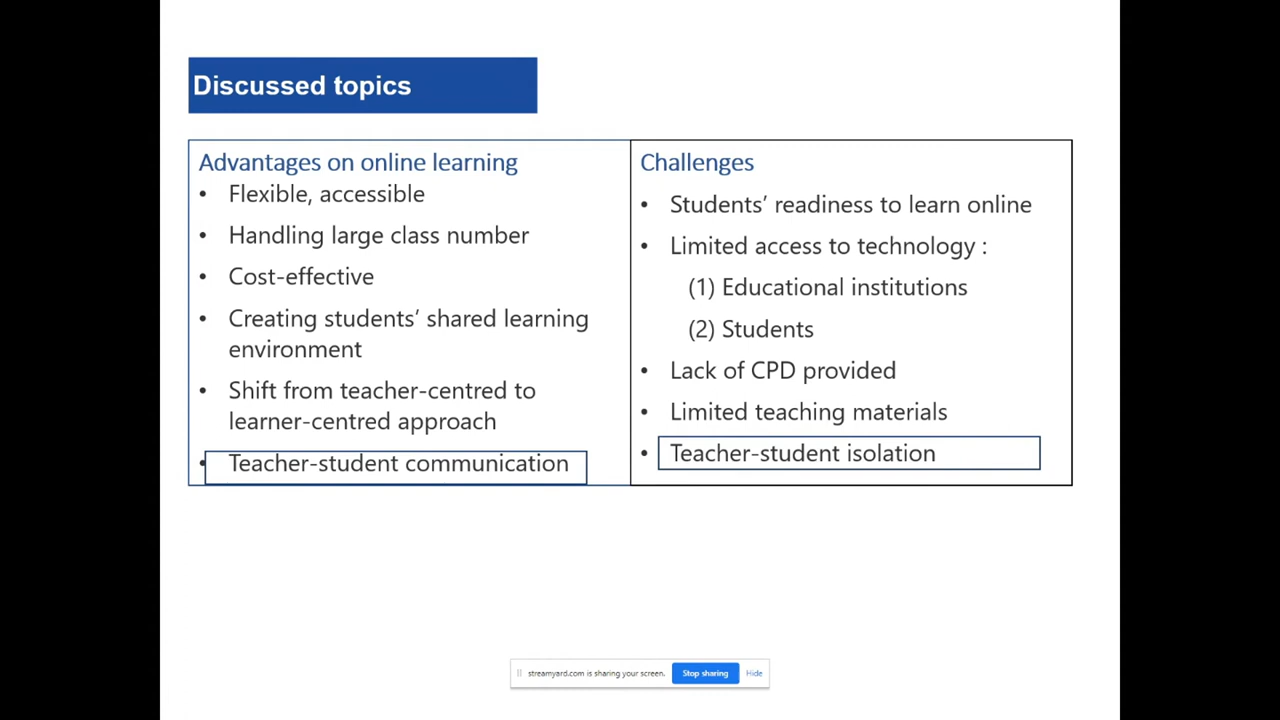 Discussed topics
Advantages on online learning
• Flexible, accessible
• Handling large class number
• Cost-effective
• Creating students’ shared learning
environment
• Shift from teacher-centred to
learner-centred approach
• Teacher-student communication
Challenges
• Students’ readiness to learn online
• Limited access to technology :
(1) Educational institutions
(2) Students
• Lack of CPD provided
• Limited teaching materials
• Teacher-student isolation
streamyard.com is sharing your screen. Stop sharing Hide